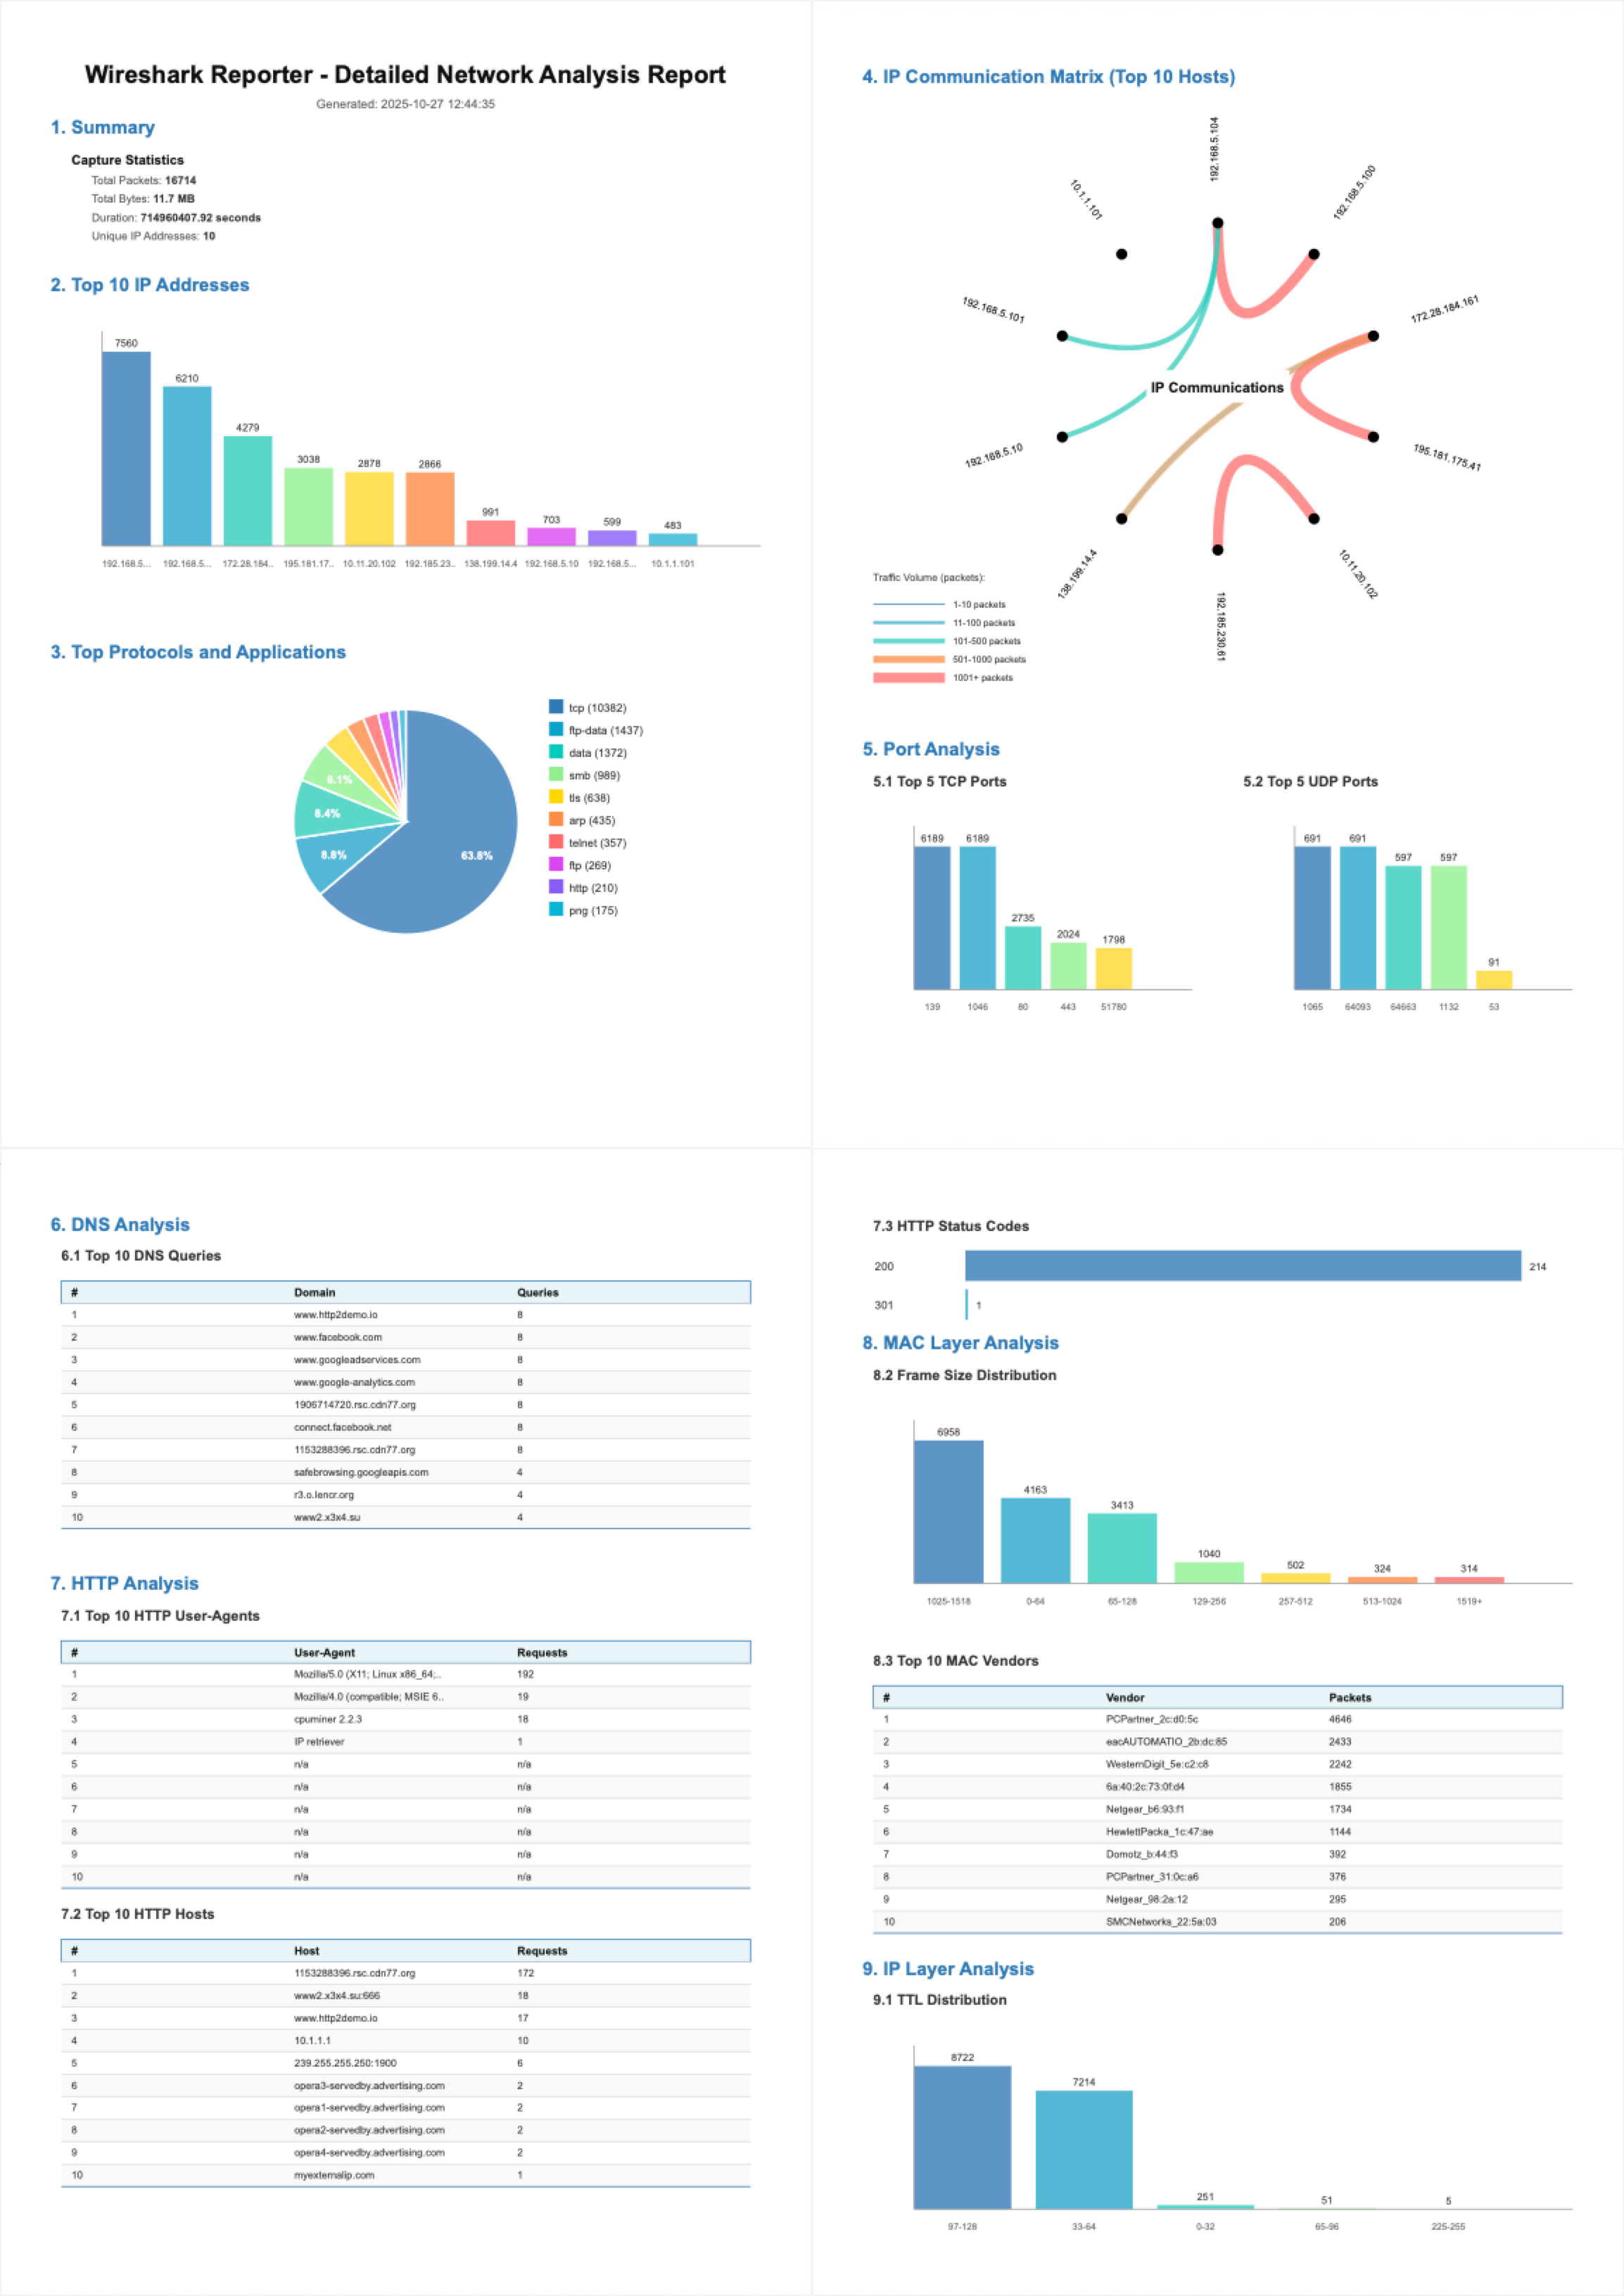 Wireshark Reporter - Detailed Network Analysis Report
Generated: 2025-10-27 12:44:35
1. Summary
Capture Statistics
Total Packets: 16714
Total Bytes: 11.7 MB
Duration: 714960407.92 seconds
Unique IP Addresses: 10
2. Top 10 IP Addresses
7560
6210
4279
3038
2878
2866
991
703
599
483
192.168.5... 192.168.5... 172.28.184.. 195.181.17.. 10.11.20.102 192.185.23.. 138.199.14.4 192.168.5.10 192.168.5... 10.1.1.101
3. Top Protocols and Applications
63.8%
8.8%
8.4%
6.1%
tcp (10382)
ftp-data (1437)
data (1372)
smb (989)
tls (638)
arp (435)
telnet (357)
ftp (269)
http (210)
png (175)
4. IP Communication Matrix (Top 10 Hosts)
192.168.5.104
192.168.5.100
172.28.184.161
195.181.175.41
10.11.20.102
192.185.230.61
138.199.14.4
192.168.5.10
192.168.5.101
10.1.1.101
IP Communications
Traffic Volume (packets):
1-10 packets
11-100 packets
101-500 packets
501-1000 packets
1001+ packets
5. Port Analysis
5.1 Top 5 TCP Ports
6189
6189
2735
2024
1798
139 1046 80 443 51780
5.2 Top 5 UDP Ports
691
691
597
597
91
1065 64093 64663 1132 53
6. DNS Analysis
6.1 Top 10 DNS Queries
# Domain Queries
1 www.http2demo.io 8
2 www.facebook.com 8
3 www.googleadservices.com 8
4 www.google-analytics.com 8
5 1906714720.rsc.cdn77.org 8
6 connect.facebook.net 8
7 1153288396.rsc.cdn77.org 8
8 safebrowsing.googleapis.com 4
9 r3.o.lencr.org 4
10 www2.x3x4.su 4
7. HTTP Analysis
7.1 Top 10 HTTP User-Agents
# User-Agent Requests
1 Mozilla/5.0 (X11; Linux x86_64;.. 192
2 Mozilla/4.0 (compatible; MSIE 6.. 19
3 cpuminer 2.2.3 18
4 IP retriever 1
5 n/a n/a
6 n/a n/a
7 n/a n/a
8 n/a n/a
9 n/a n/a
10 n/a n/a
7.2 Top 10 HTTP Hosts
# Host Requests
1 1153288396.rsc.cdn77.org 172
2 www2.x3x4.su:666 18
3 www.http2demo.io 17
4 10.1.1.1 10
5 239.255.255.250:1900 6
6 opera3-servedby.advertising.com 2
7 opera1-servedby.advertising.com 2
8 opera2-servedby.advertising.com 2
9 opera4-servedby.advertising.com 2
10 myexternalip.com 1
7.3 HTTP Status Codes
200 214
301 1
8. MAC Layer Analysis
8.2 Frame Size Distribution
6958
4163
3413
1040
502
324
314
1025-1518 0-64 65-128 129-256 257-512 513-1024 1519+
8.3 Top 10 MAC Vendors
# Vendor Packets
1 PCPartner_2c:d0:5c 4646
2 eacAUTOMATIO_2b:dc:85 2433
3 WesternDigit_5e:c2:c8 2242
4 6a:40:2c:73:0f:d4 1855
5 Netgear_b6:93:f1 1734
6 HewlettPacka_1c:47:ae 1144
7 Domotz_b:44:f3 392
8 PCPartner_31:0c:a6 376
9 Netgear_98:2a:12 295
10 SMCNetworks_22:5a:03 206
9. IP Layer Analysis
9.1 TTL Distribution
8722
7214
251
51
5
97-128 33-64 0-32 65-96 225-255